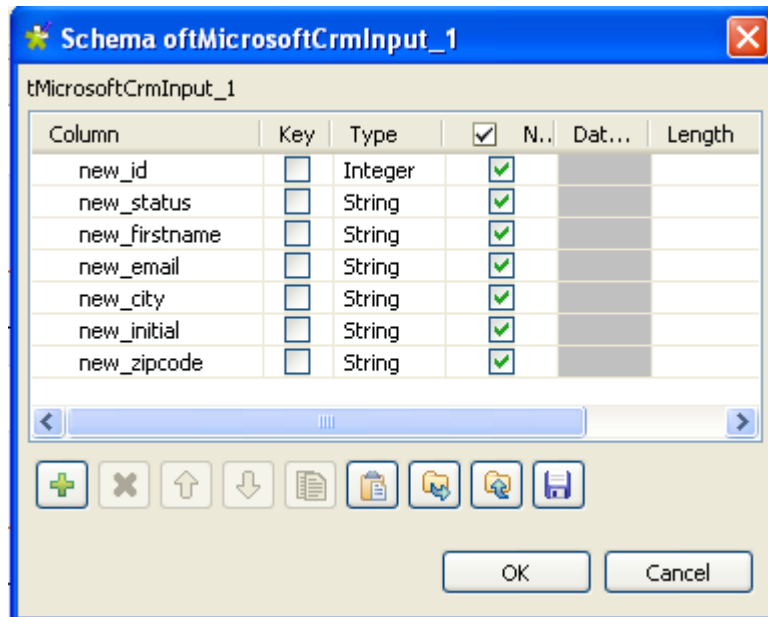 Schema oftMicrosoftCrmInput_1
tMicrosoftCrmInput_1
Column Key Type N.. Dat... Length
new_id Integer
new_status String
new_firstname String
new_email String
new_city String
new_initial String
new_zipcode String
OK Cancel